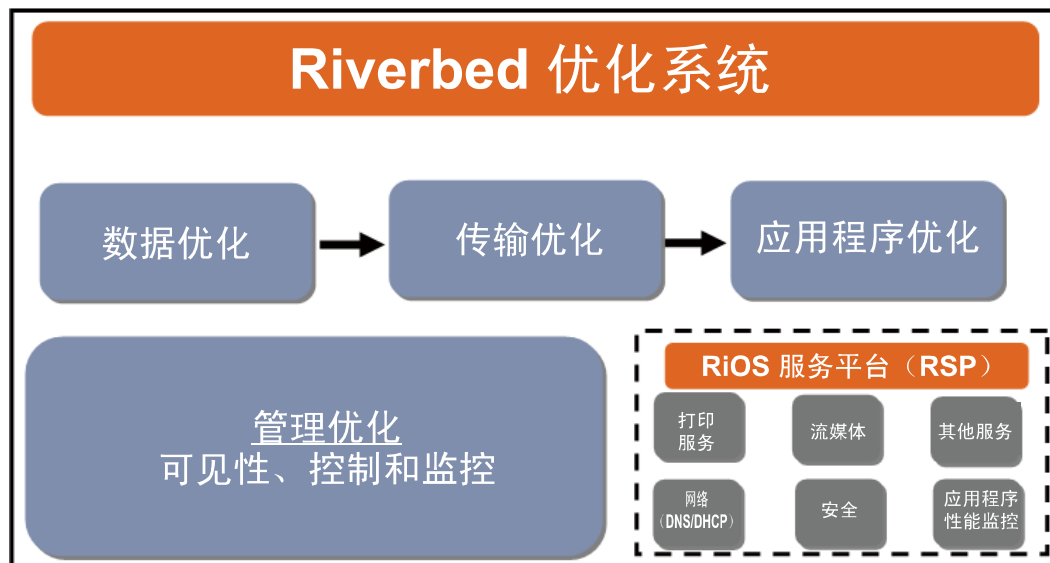 Riverbed 优化系统
数据优化
传输优化
应用程序优化
管理优化
可见性、控制和监控
RiOS 服务平台（RSP）
打印
服务
流媒体
其他服务
网络
（DNS/DHCP）
安全
应用程序
性能监控